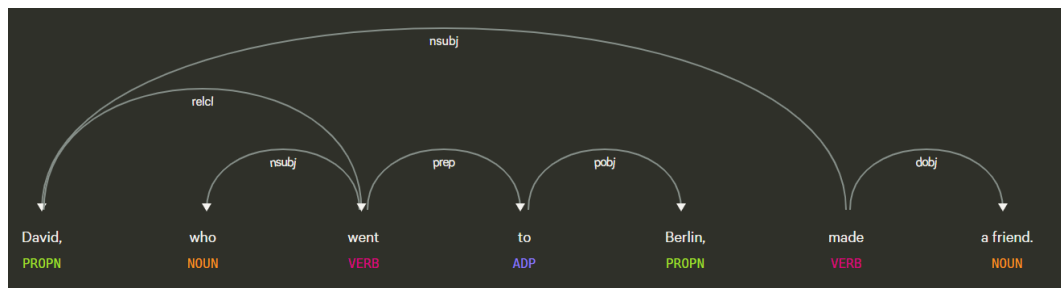 nsubj
relcl
nsubj prep pobj dobj
David, who went to Berlin, made a friend.
PROPN NOUN VERB ADP PROPN VERB NOUN